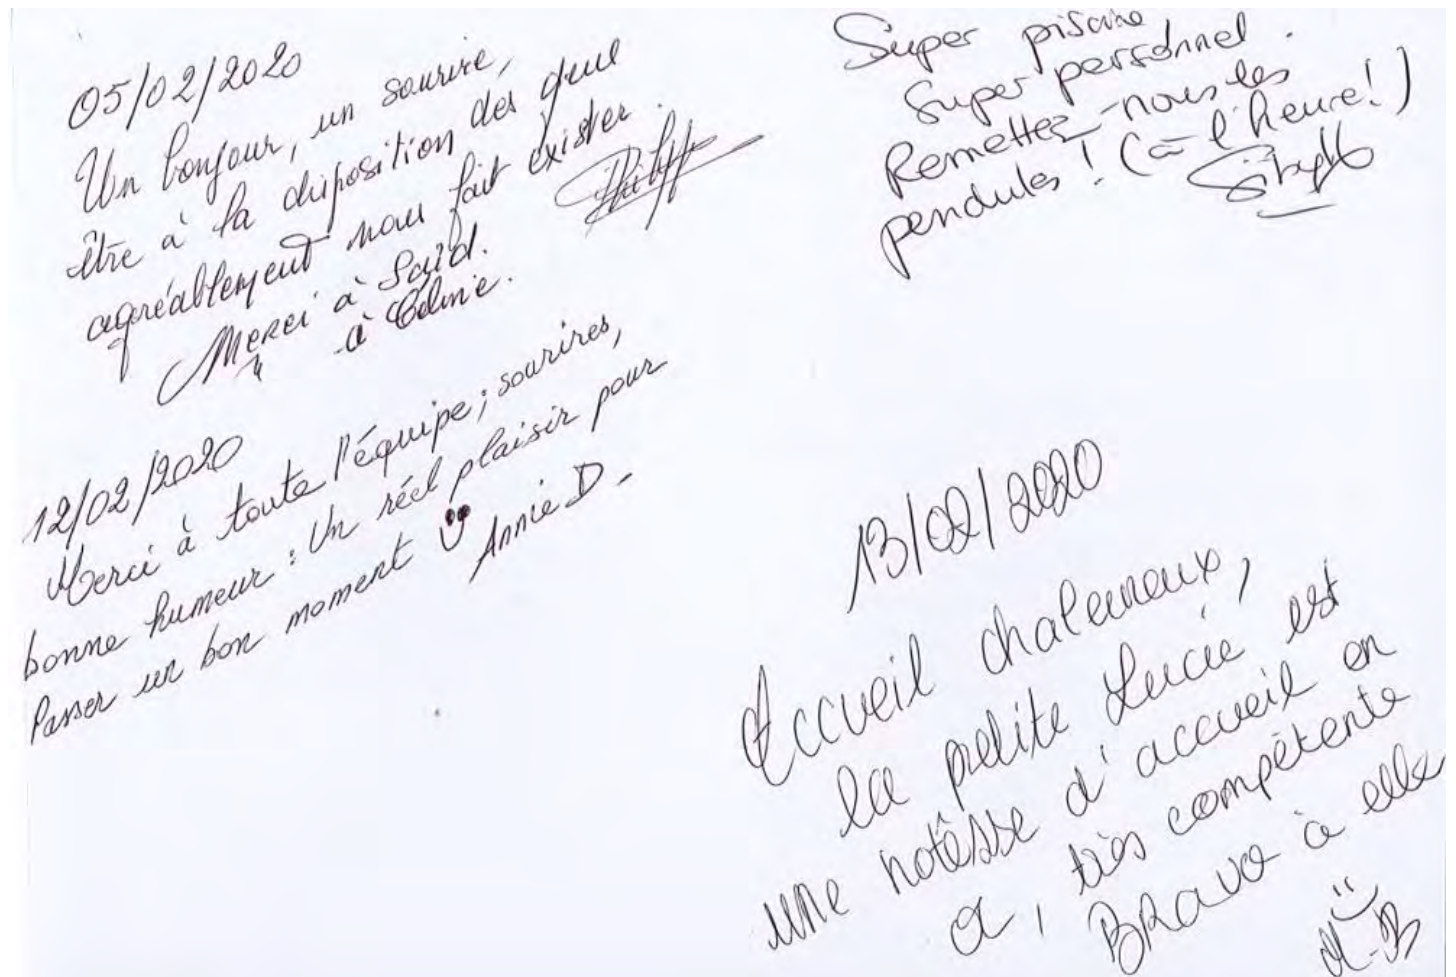 05/02/2020
Un bonjour, un sourire,
être à la disposition des
agréablement nous fait exister.
Merci à Saïd.
" à Céline.
12/02/2020
Merci à toute l'équipe ; sourires,
bonne humeur : Un réel plaisir pour
Passer un bon moment
Annie D.
Super piscine
Super personnel.
Remettez-nous les
pendules ! (à l'heure !)
13/02/2020
Accueil chaleureux,
la petite Lucie est
une hotêsse d'accueil en
or, très compétente
Bravo à elle